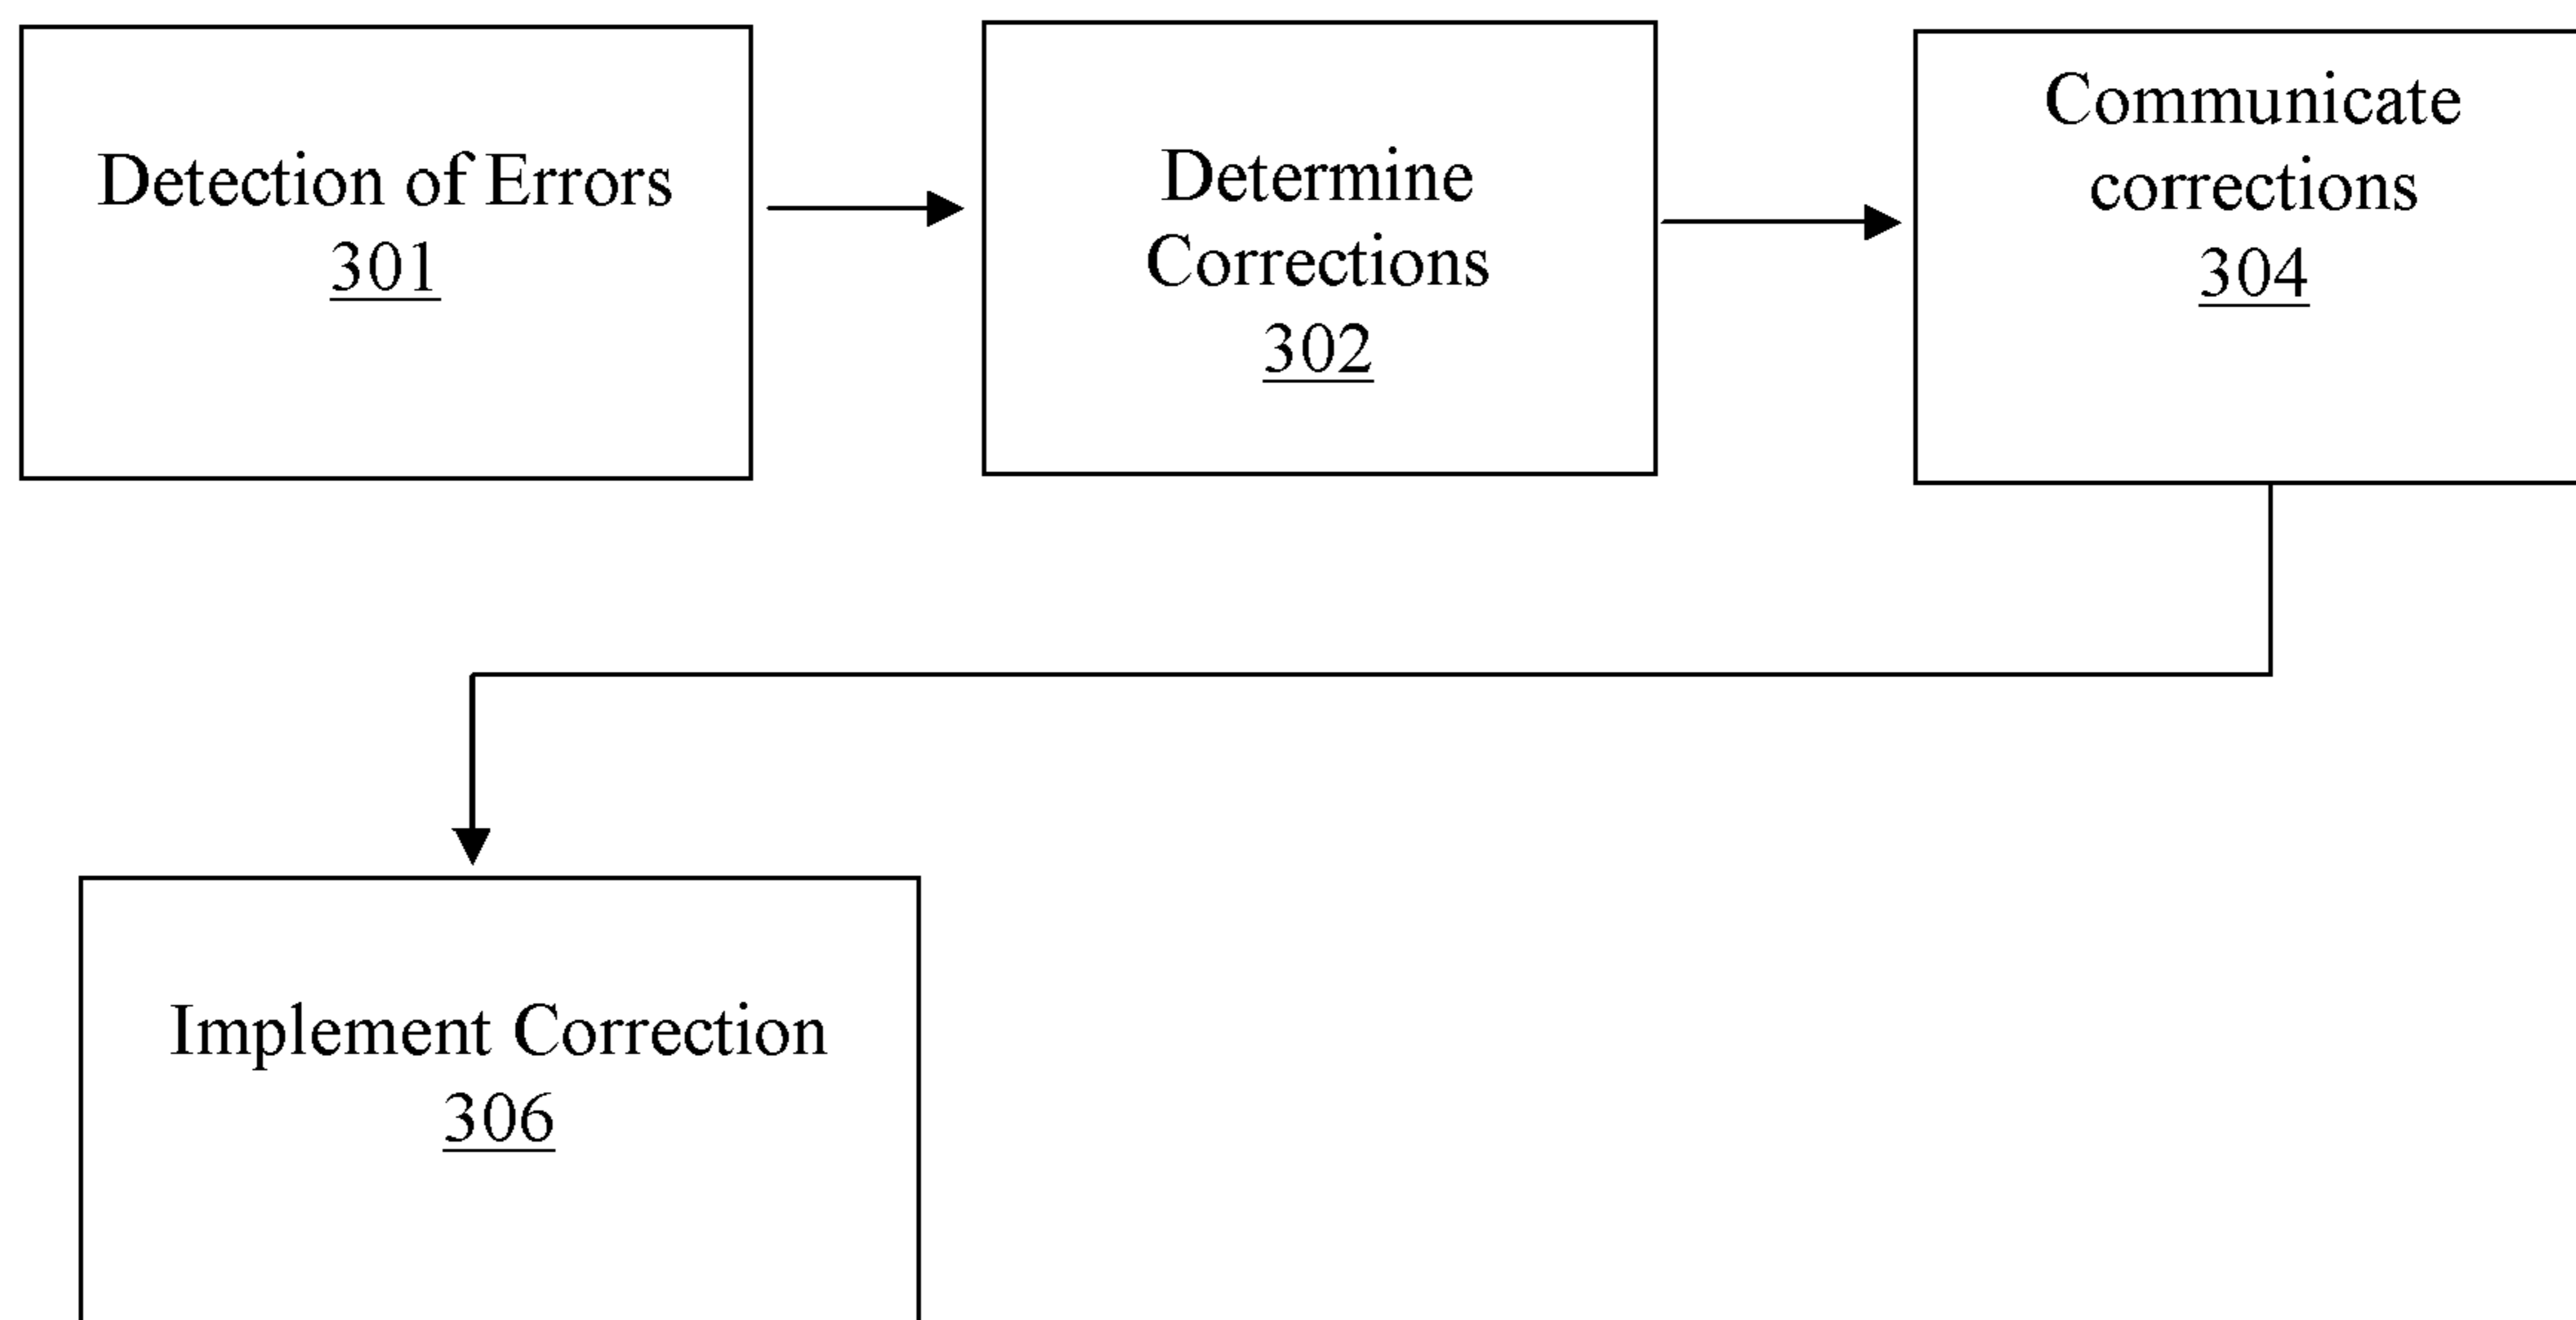 Detection of Errors
301
Determine
Corrections
302
Communicate
corrections
304
Implement Correction
306